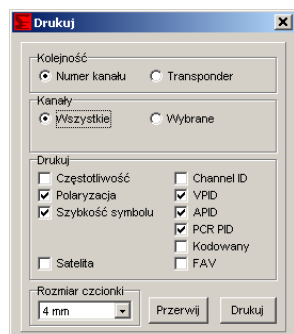 Drukuj
Kolejność
Numer kanału Transponder
Kanały
Wszystkie Wybrane
Drukuj
Częstotliwość Channel ID
Polaryzacja VPID
Szybkość symbolu APID
PCR PID
Kodowany
Satelita FAV
Rozmiar czcionki
4 mm Przerwij Drukuj